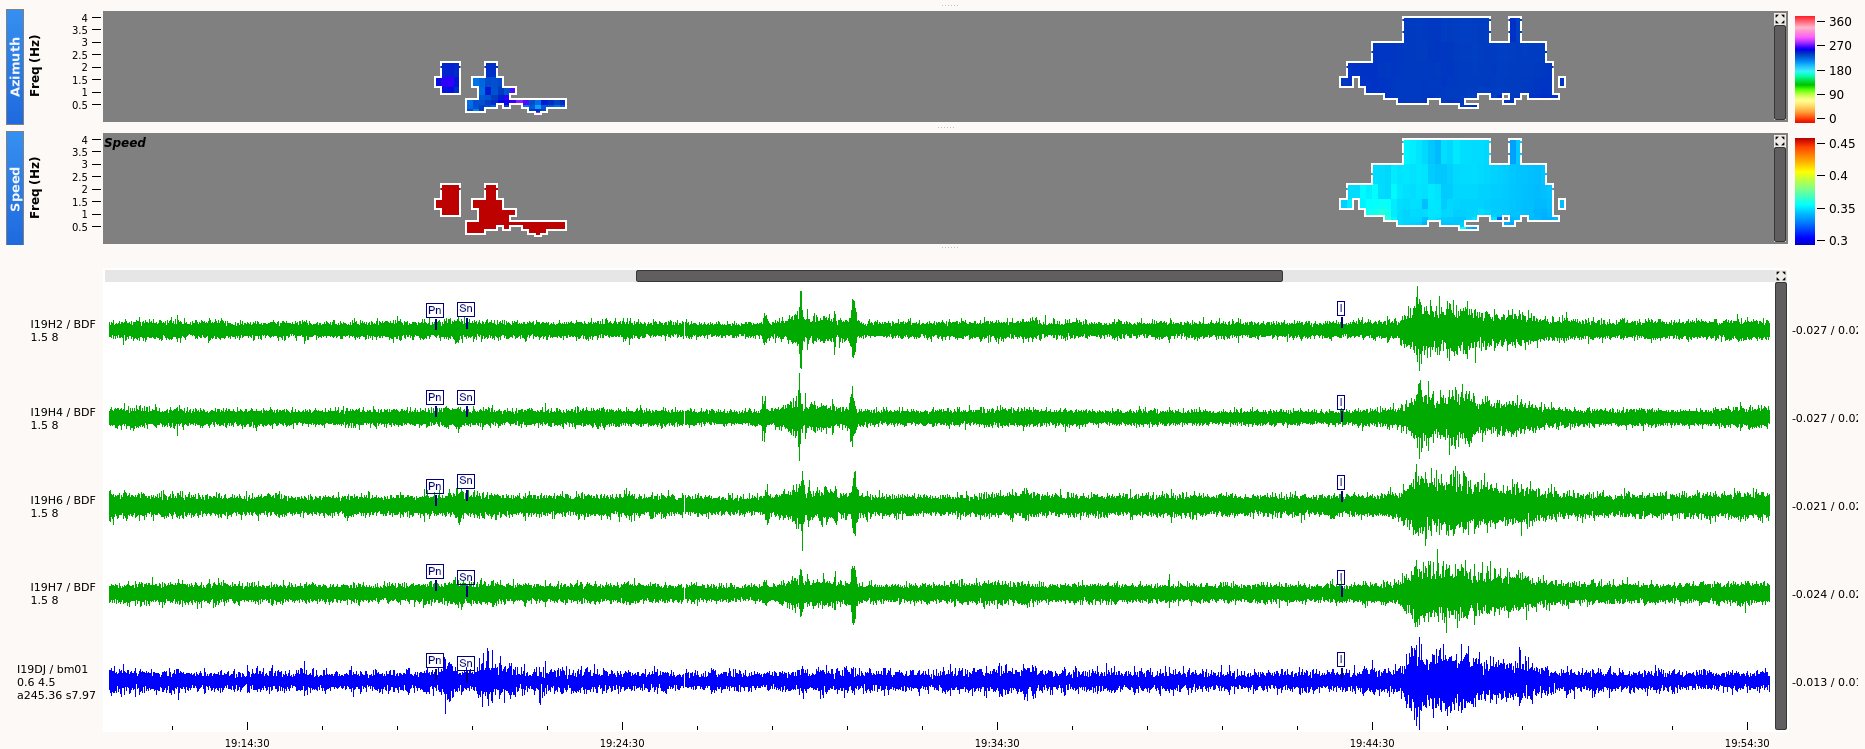 Azimuth
Freq (Hz)
4
3.5
3
2.5
2
1.5
1
0.5
360
270
180
90
0
Speed
Freq (Hz)
4
3.5
3
2.5
2
1.5
1
0.5
Speed
0.45
0.4
0.35
0.3
I19H2 / BDF
1.5 8
Pn
Sn
I
-0.027 / 0.02
I19H4 / BDF
1.5 8
Pn
Sn
I
-0.027 / 0.02
I19H6 / BDF
1.5 8
Pn
Sn
I
-0.021 / 0.02
I19H7 / BDF
1.5 8
Pn
Sn
I
-0.024 / 0.02
I19DJ / bm01
0.6 4.5
a245.36 s7.97
Pn
Sn
I
-0.013 / 0.01
19:14:30
19:24:30
19:34:30
19:44:30
19:54:30